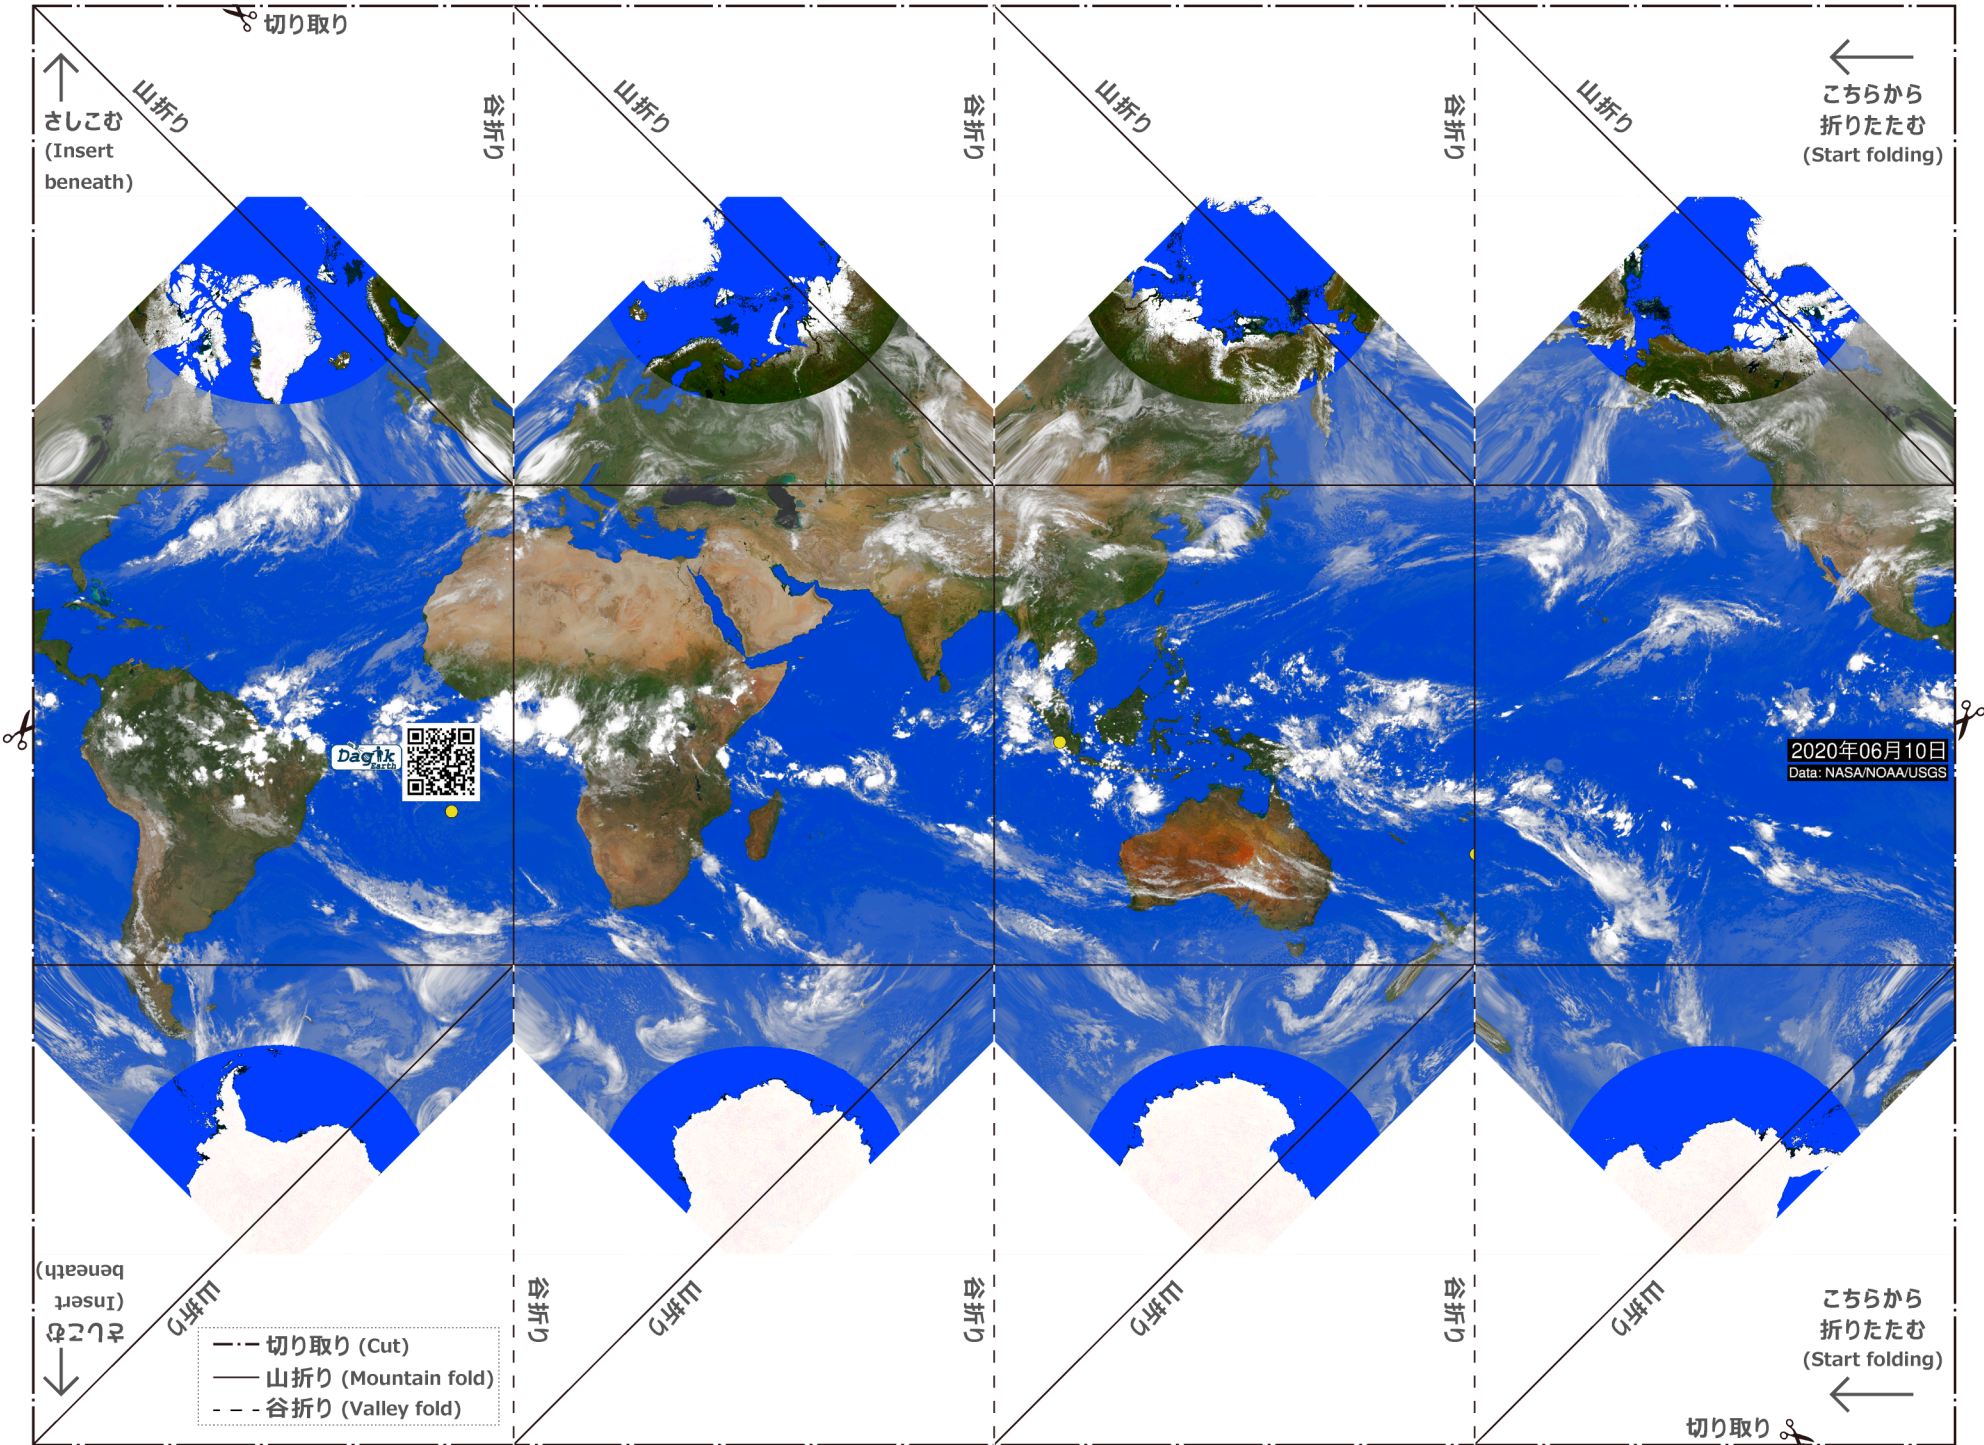 切り取り
さしこむ
(Insert
beneath)
山折り
谷折り
山折り
谷折り
山折り
谷折り
山折り
こちらから
折りたたむ
(Start folding)
Dagik
Earth
2020年06月10日
Data: NASA/NOAA/USGS
さしこむ
(Insert
beneath)
山折り
谷折り
山折り
谷折り
山折り
谷折り
山折り
こちらから
折りたたむ
(Start folding)
切り取り (Cut)
山折り (Mountain fold)
谷折り (Valley fold)
切り取り